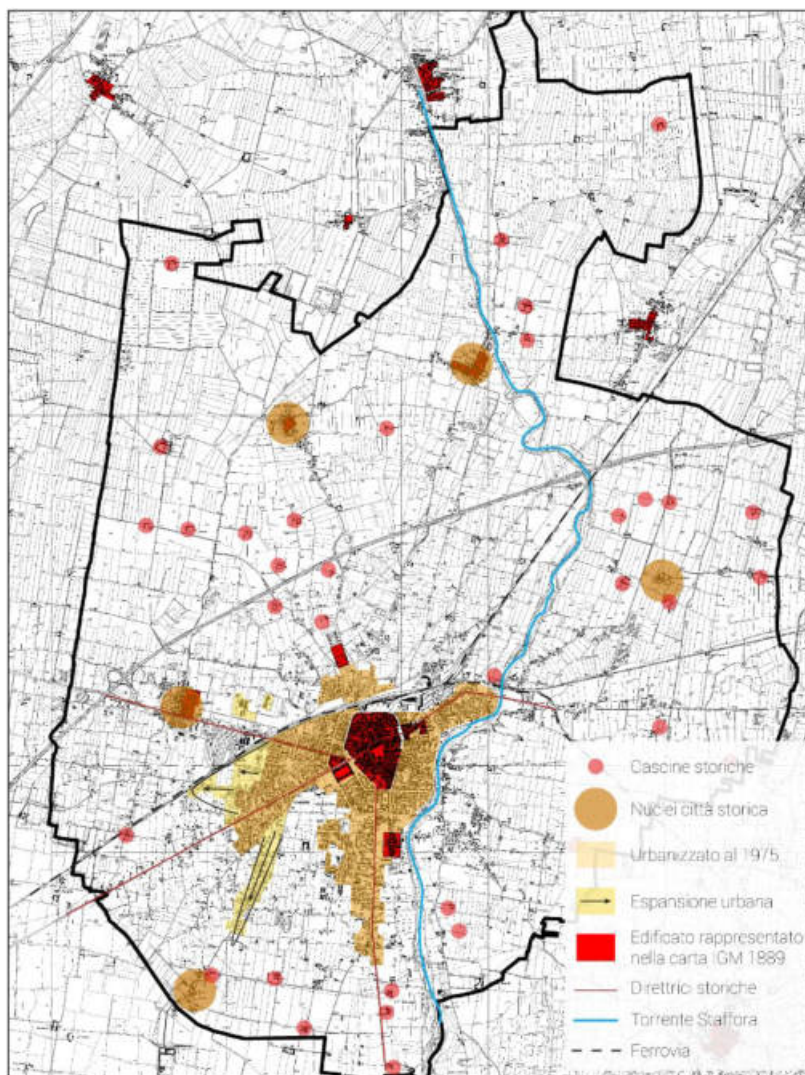 Cascine storiche
Nuclei città storica
Urbanizzato al 1975
Espansione urbana
Edificato rappresentato
nella carta IGM 1889
Direttrici storiche
Torrente Staffora
Ferrovia